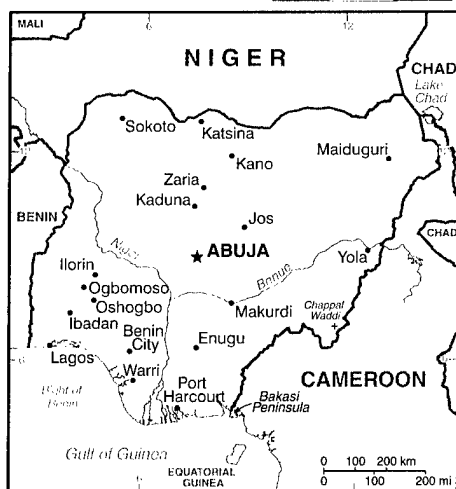 MALI
6
12
NIGER
CHAD
Lake
Chad
Sokoto
Katsina
Kano
Maiduguri
Zaria
Kaduna
BENIN
Jos
CHAD
Niger
ABUJA
Benue
Yola
Ilorin
Ogbomoso
Oshogbo
Ibadan
Makurdi
Chappal
Waddi
Benin
City
Enugu
Lagos
Warri
CAMEROON
Bight of
Benin
Port
Harcourt
Bakasi
Peninsula
Gulf of Guinea
EQUATORIAL
GUINEA
0 100 200 km
0 100 200 mi